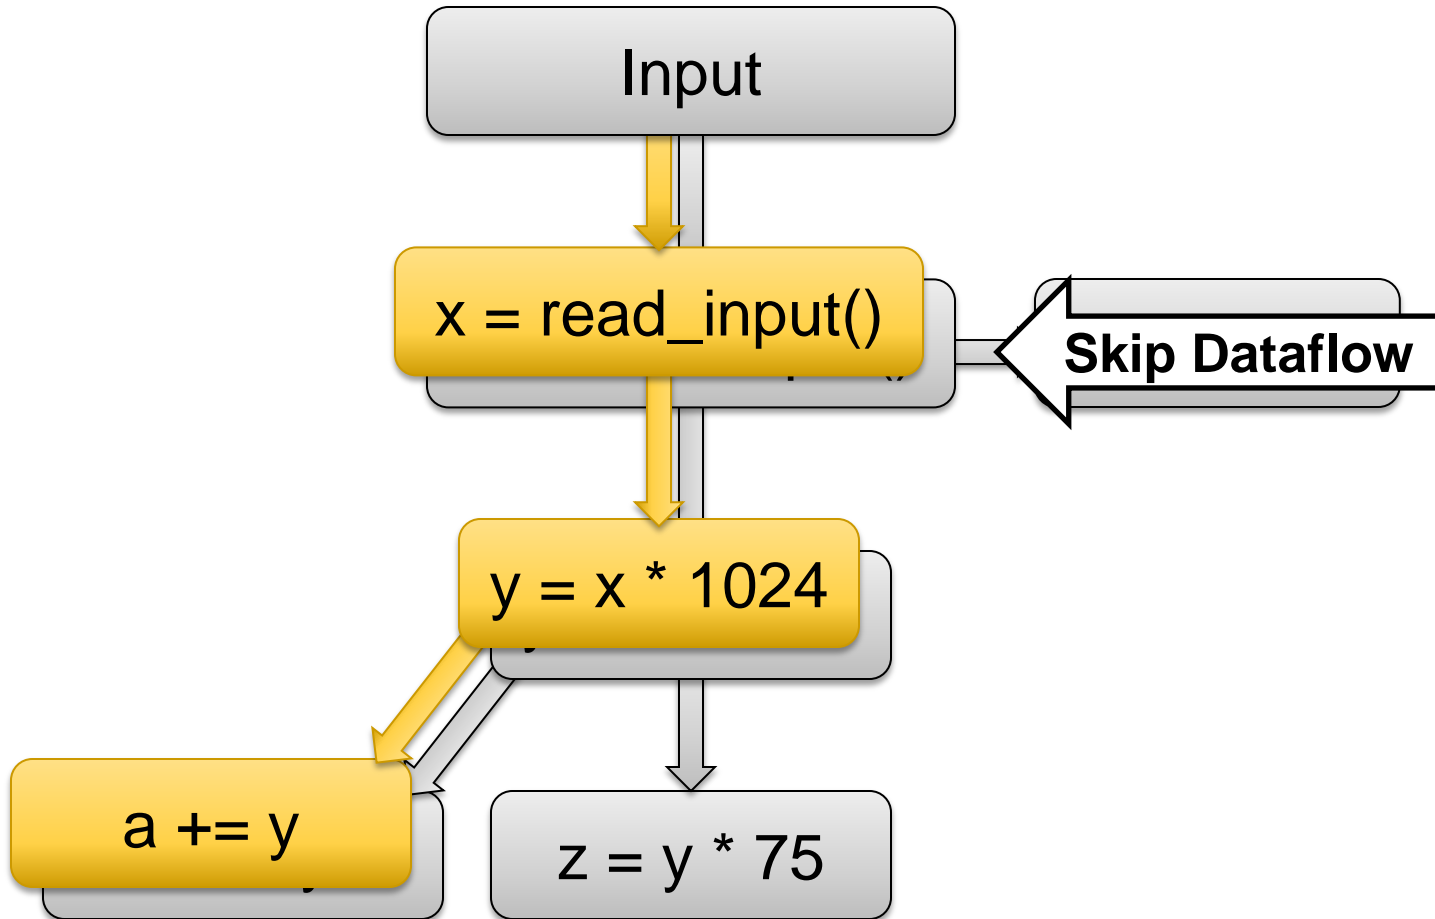 Input
x = read_input()
Skip Dataflow
y = x * 1024
a += y
z = y * 75